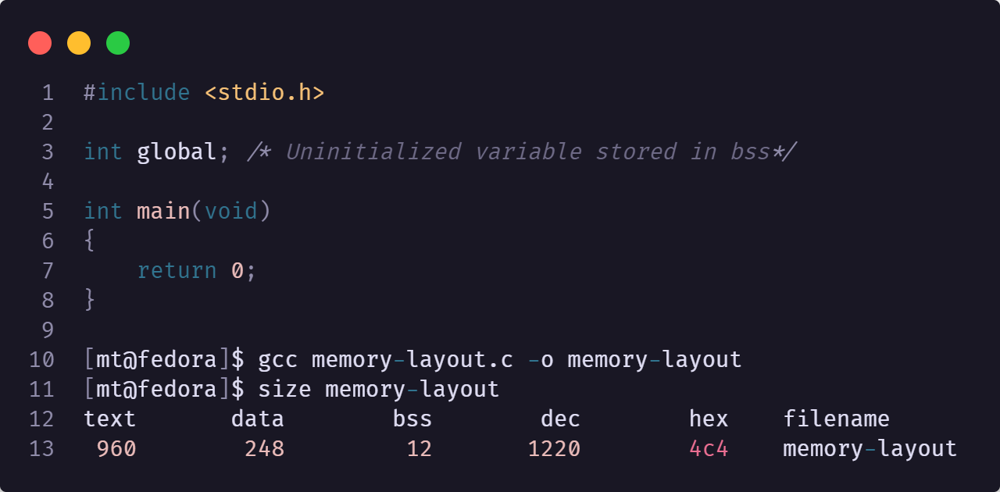 1 #include <stdio.h>
2
3 int global; /* Uninitialized variable stored in bss*/
4
5 int main(void)
6 {
7     return 0;
8 }
9
10 [mt@fedora]$ gcc memory-layout.c -o memory-layout
11 [mt@fedora]$ size memory-layout
12 text       data        bss        dec        hex    filename
13  960        248         12       1220        4c4    memory-layout